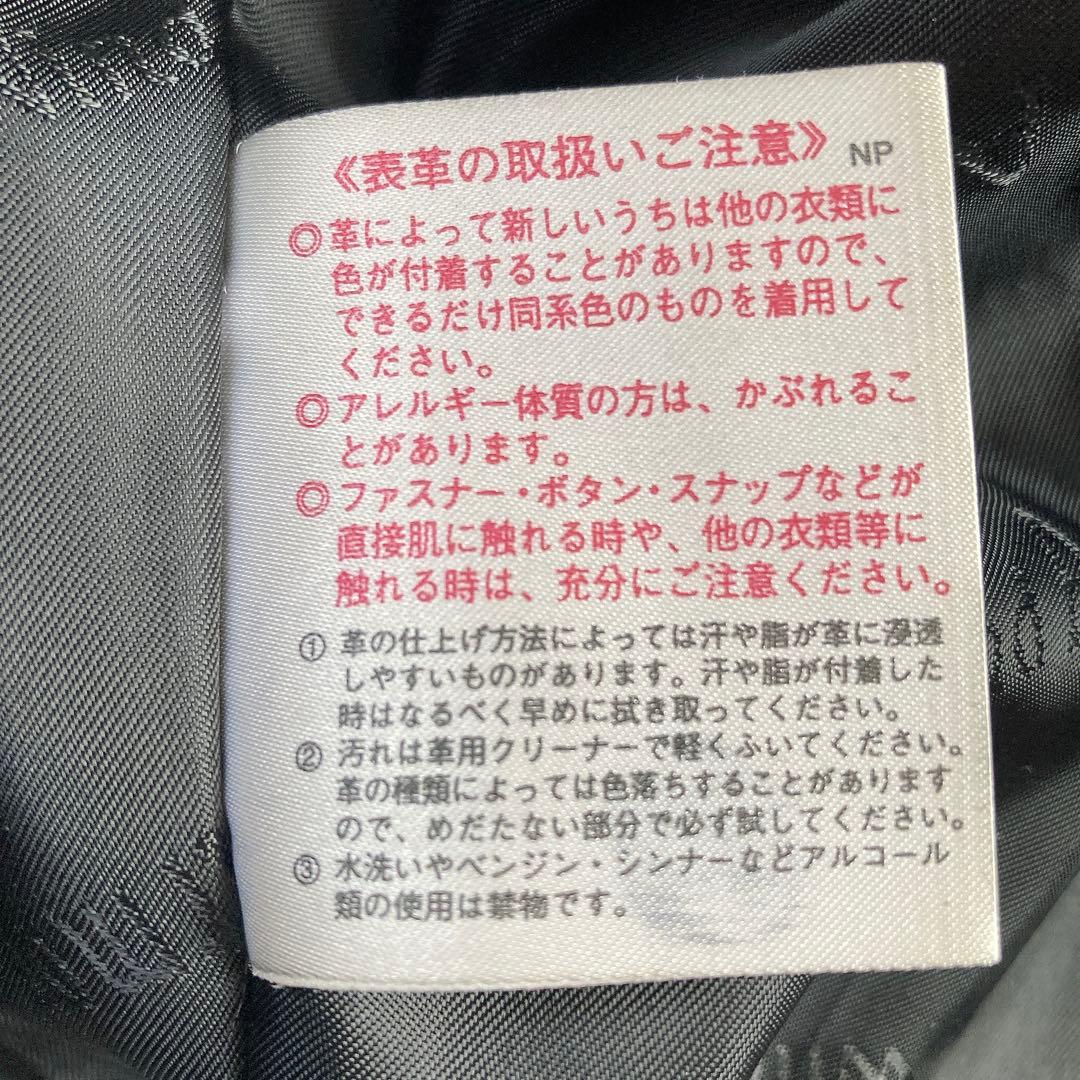 《表革の取扱いご注意》 NP
◎革によって新しいうちは他の衣類に
色が付着することがありますので、
できるだけ同系色のものを着用して
ください。
◎アレルギー体質の方は、かぶれるこ
とがあります。
◎ファスナー・ボタン・スナップなどが
直接肌に触れる時や、他の衣類等に
触れる時は、充分にご注意ください。
① 革の仕上げ方法によっては汗や脂が革に滲透
しやすいものがあります。汗や脂が付着した
時はなるべく早めに拭き取ってください。
② 汚れは革用クリーナーで軽くふいてください。
革の種類によっては色落ちすることがあります
ので、めだたない部分で必ず試してください。
③ 水洗いやベンジン・シンナーなどアルコール
類の使用は禁物です。